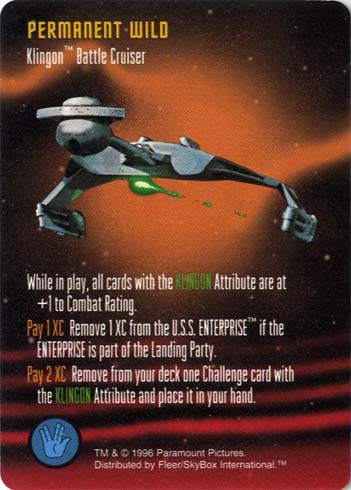 PERMANENT WILD
Klingon™ Battle Cruiser
While in play, all cards with the KLINGON Attribute are at
+1 to Combat Rating.
Pay 1 XC Remove 1 XC from the U.S.S. ENTERPRISE™ if the
ENTERPRISE is part of the Landing Party.
Pay 2 XC Remove from your deck one Challenge card with
the KLINGON Attribute and place it in your hand.
TM & © 1996 Paramount Pictures.
Distributed by Fleer/SkyBox International.™